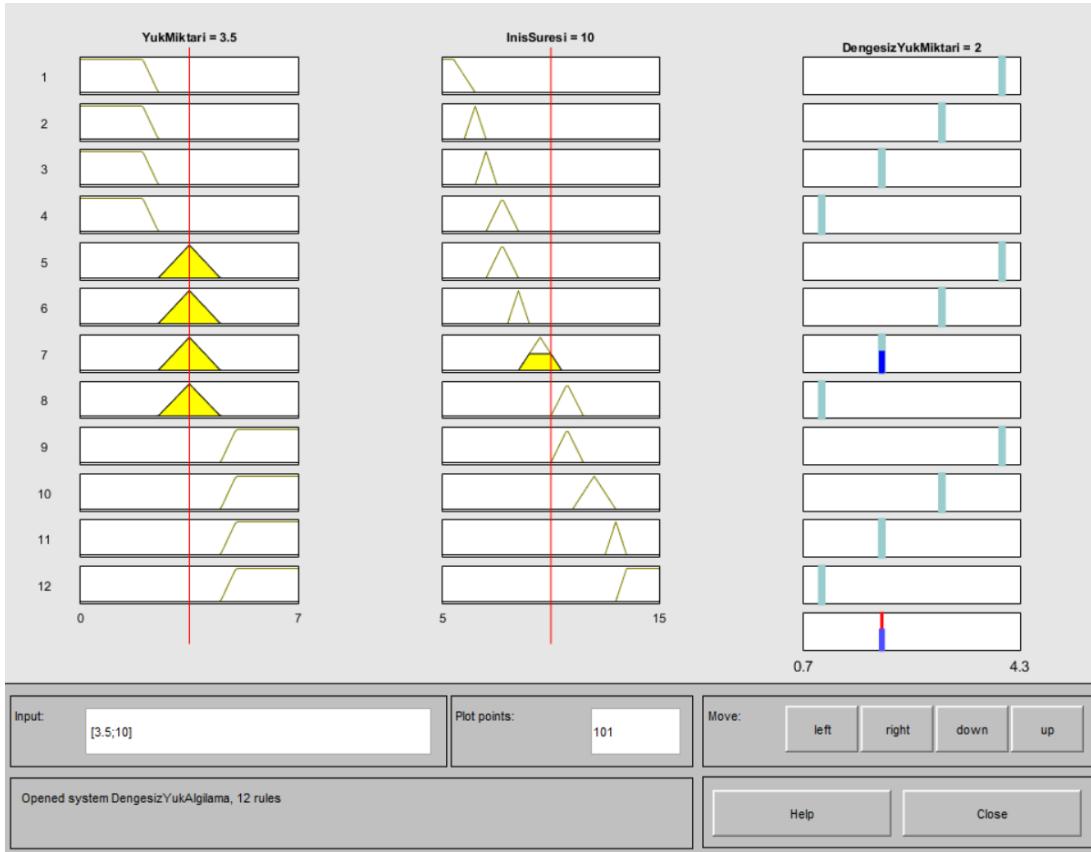 YukMiktari = 3.5
InisSuresi = 10
DengesizYukMiktari = 2
1
2
3
4
5
6
7
8
9
10
11
12
0
7
5
15
0.7
4.3
Input:
[3.5;10]
Plot points:
101
Move:
left
right
down
up
Opened system DengesizYukAlgilama, 12 rules
Help
Close